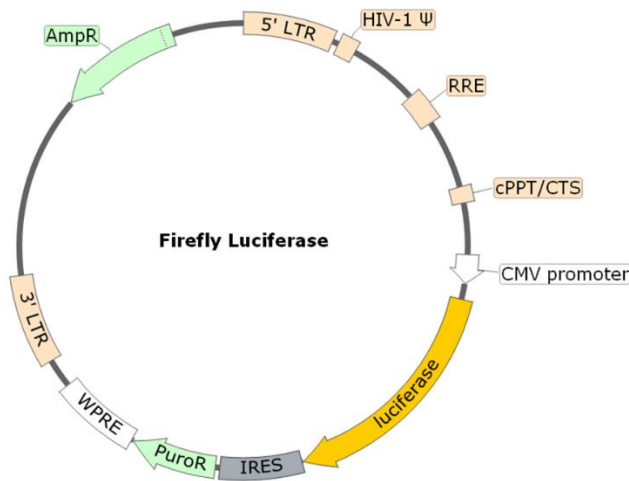 AmpR
5' LTR
HIV-1 Ψ
RRE
cPPT/CTS
Firefly Luciferase
CMV promoter
luciferase
IRES
PuroR
WPRE
3' LTR